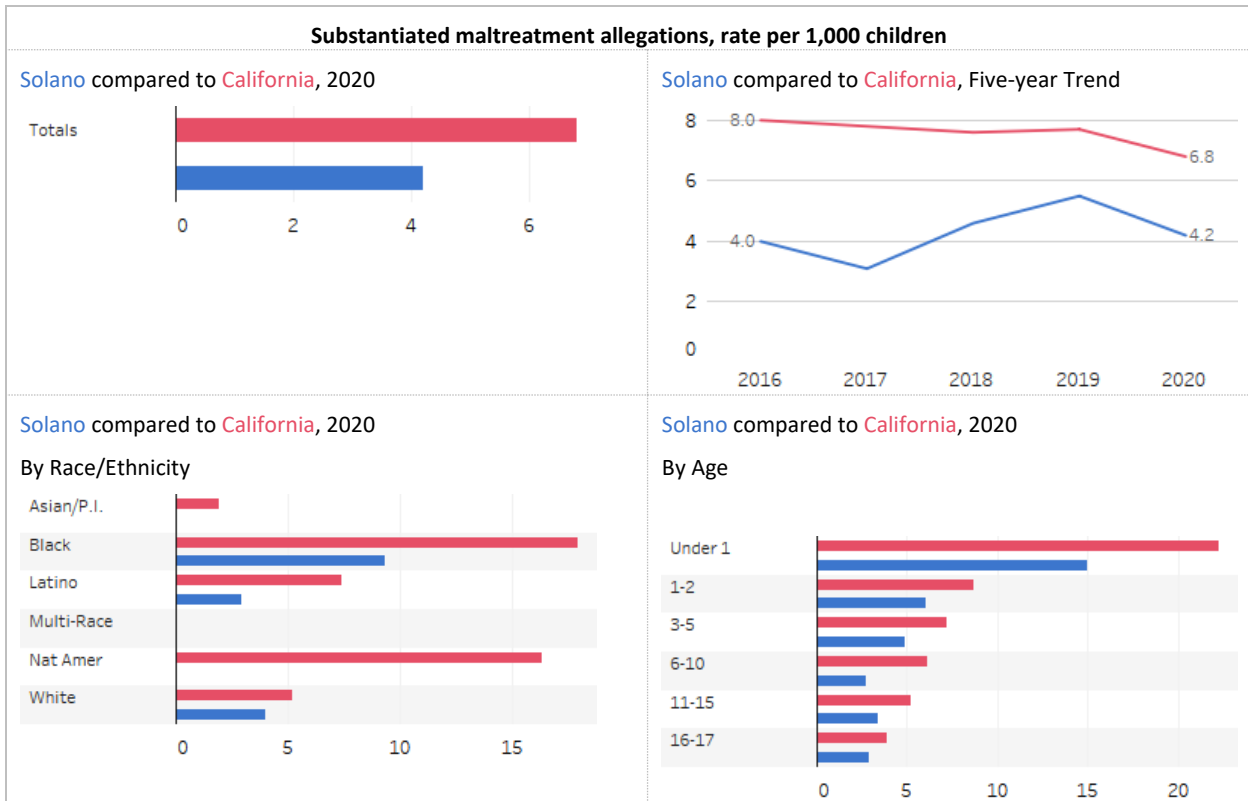 Substantiated maltreatment allegations, rate per 1,000 children
Solano compared to California, 2020
Totals
0 2 4 6
Solano compared to California, Five-year Trend
8
6
4
2
0
8.0
6.8
4.0
4.2
2016 2017 2018 2019 2020
Solano compared to California, 2020
By Race/Ethnicity
Asian/P.I.
Black
Latino
Multi-Race
Nat Amer
White
0 5 10 15
Solano compared to California, 2020
By Age
Under 1
1-2
3-5
6-10
11-15
16-17
0 5 10 15 20